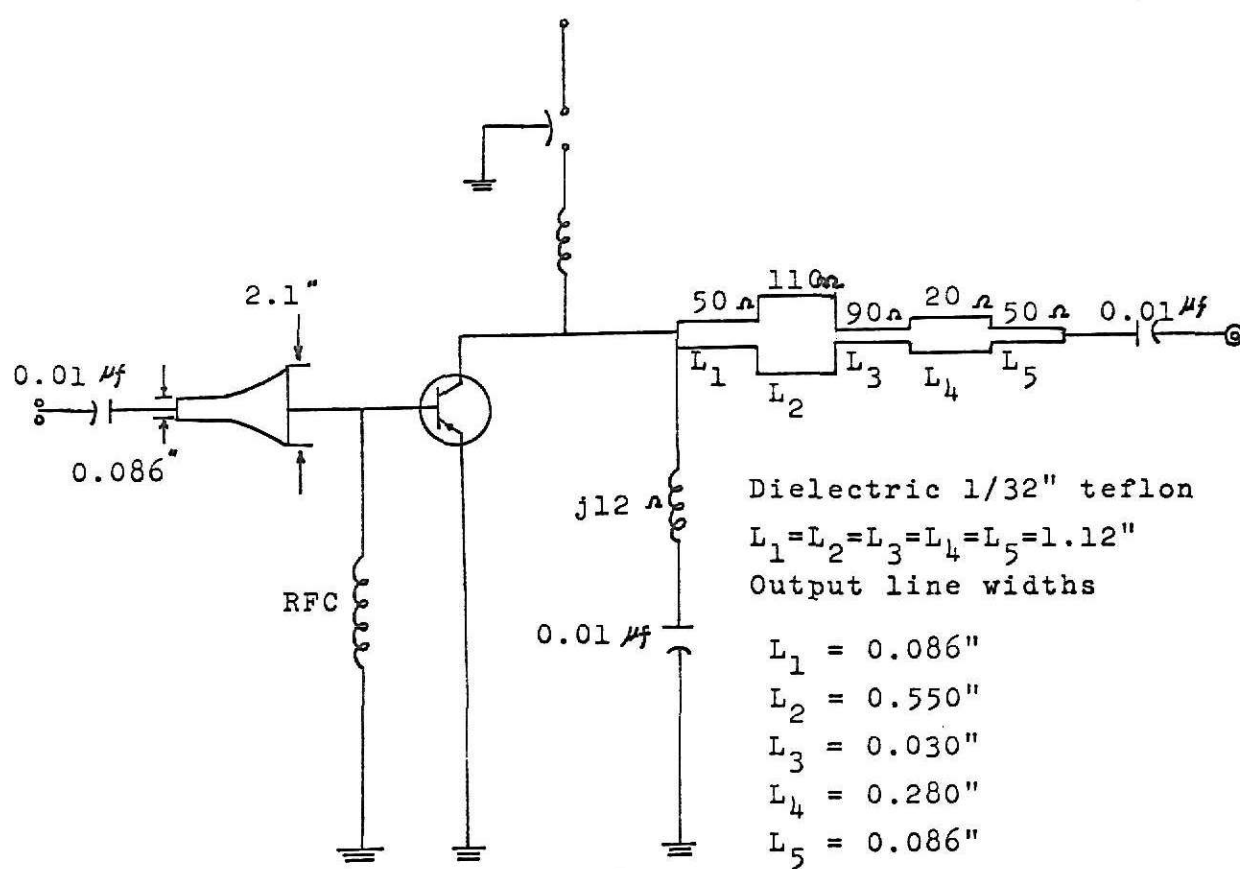 2.1"
0.01 μf
0.086"
RFC
50 Ω
110Ω
90Ω
20 Ω
50 Ω
0.01 μf
L1
L2
L3
L4
L5
j12 Ω
0.01 μf
Dielectric 1/32" teflon
L1=L2=L3=L4=L5=1.12"
Output line widths
L1 = 0.086"
L2 = 0.550"
L3 = 0.030"
L4 = 0.280"
L5 = 0.086"